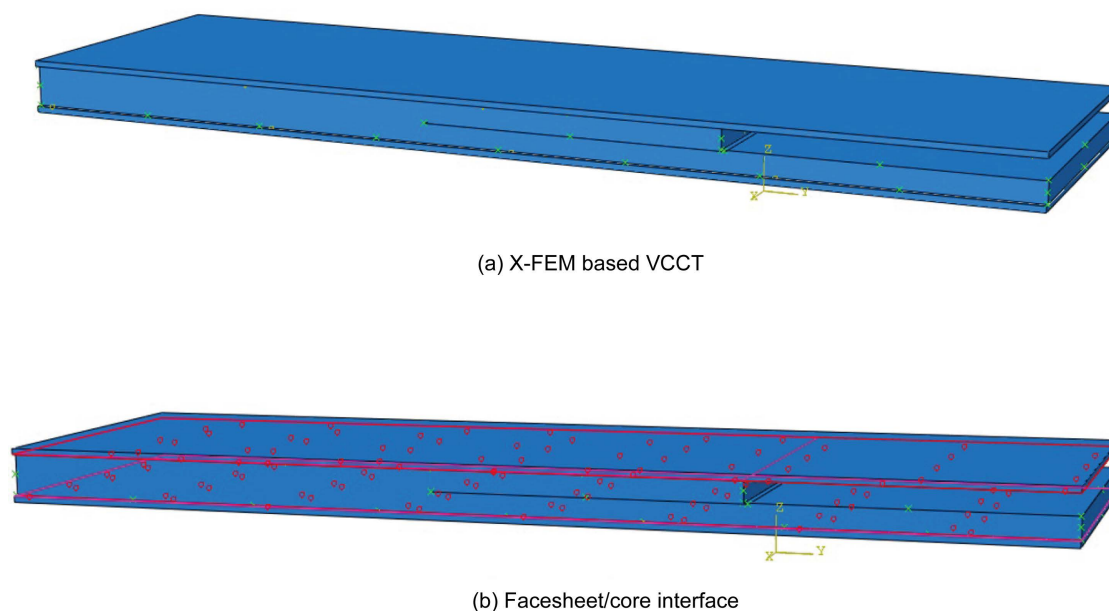 Z
X Y
(a) X-FEM based VCCT
Z
X Y
(b) Facesheet/core interface